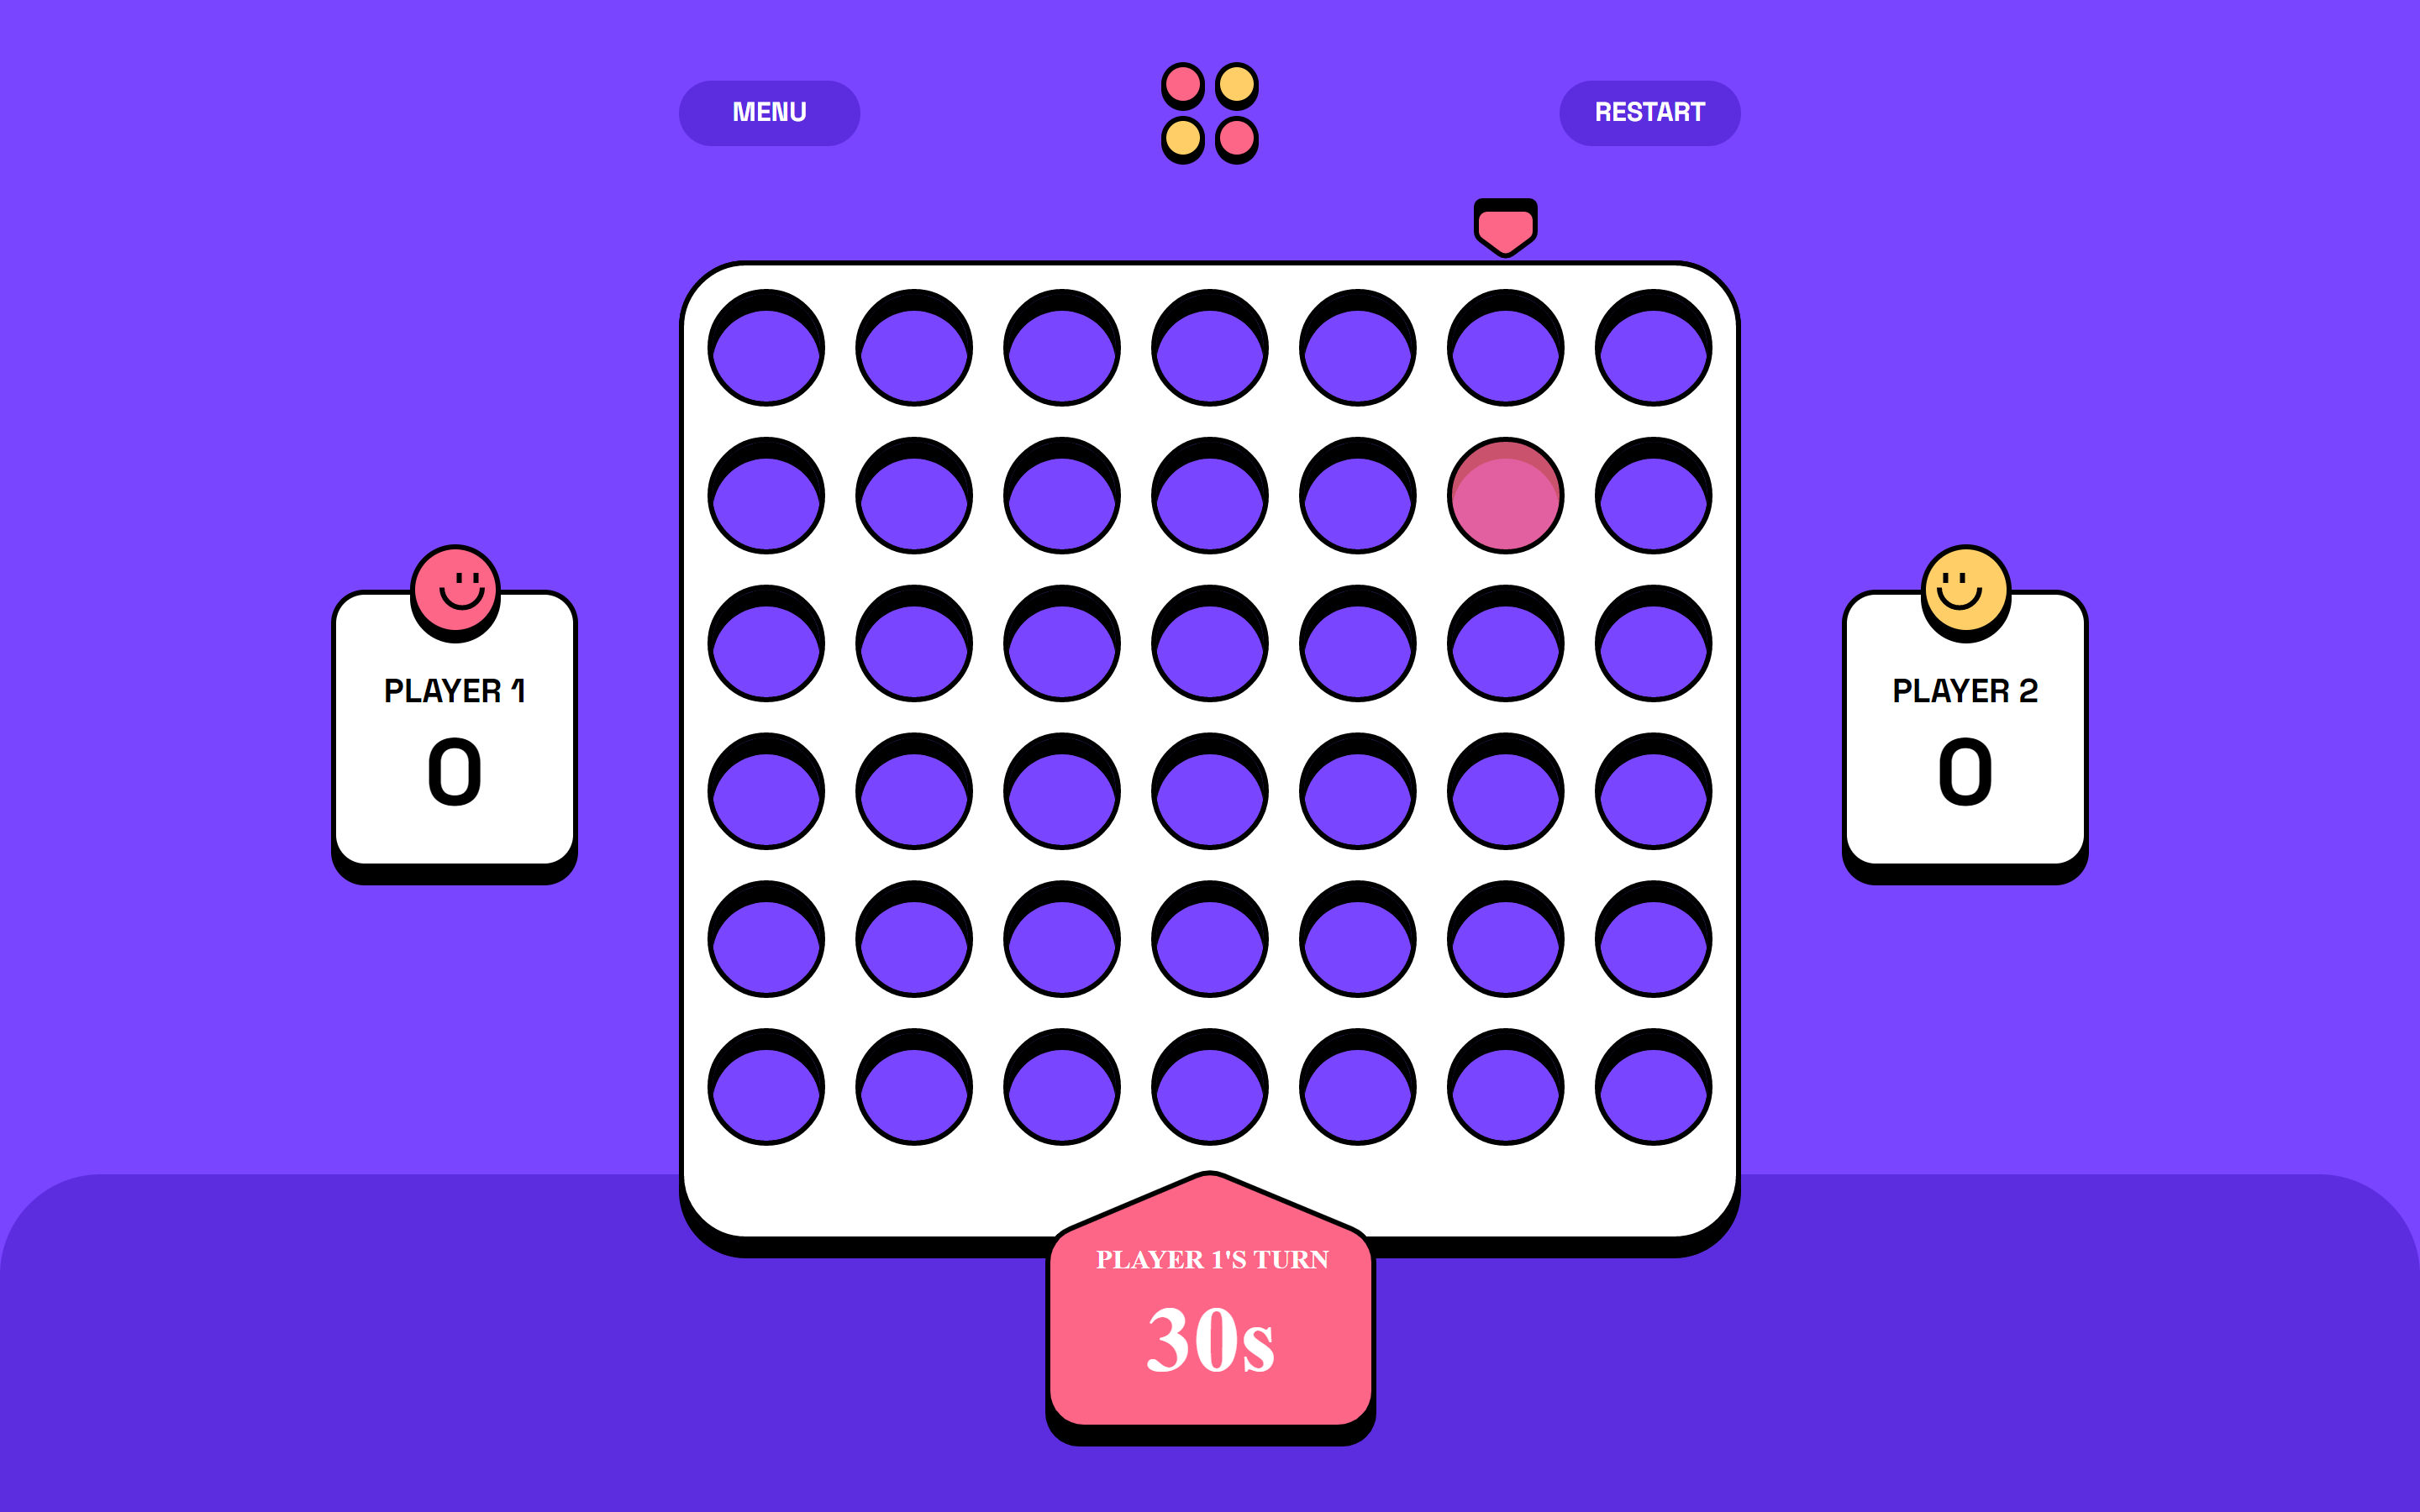 MENU
RESTART
PLAYER 1
0
PLAYER 2
0
PLAYER 1'S TURN
30s